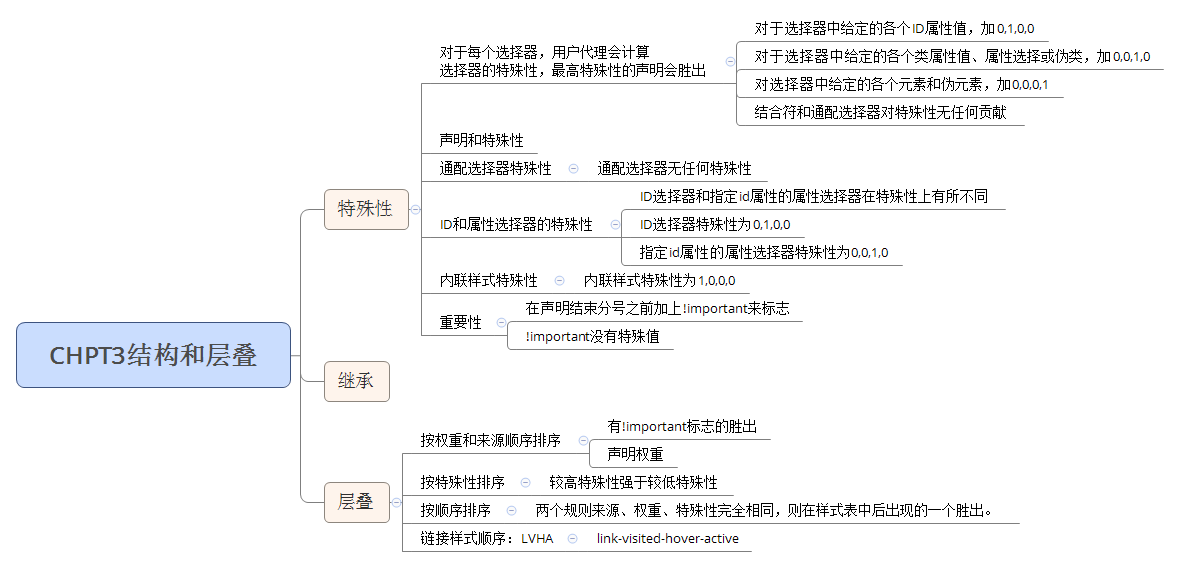 CHPT3结构和层叠
特殊性
对于每个选择器，用户代理会计算
选择器的特殊性，最高特殊性的声明会胜出
对于选择器中给定的各个ID属性值，加0,1,0,0
对于选择器中给定的各个类属性值、属性选择或伪类，加0,0,1,0
对选择器中给定的各个元素和伪元素，加0,0,0,1
结合符和通配选择器对特殊性无任何贡献
声明和特殊性
通配选择器特殊性
通配选择器无任何特殊性
ID和属性选择器的特殊性
ID选择器和指定id属性的属性选择器在特殊性上有所不同
ID选择器特殊性为0,1,0,0
指定id属性的属性选择器特殊性为0,0,1,0
内联样式特殊性
内联样式特殊性为1,0,0,0
重要性
在声明结束分号之前加上!important来标志
!important没有特殊值
继承
层叠
按权重和来源顺序排序
有!important标志的胜出
声明权重
按特殊性排序
较高特殊性强于较低特殊性
按顺序排序
两个规则来源、权重、特殊性完全相同，则在样式表中后出现的一个胜出。
链接样式顺序：LVHA
link-visited-hover-active